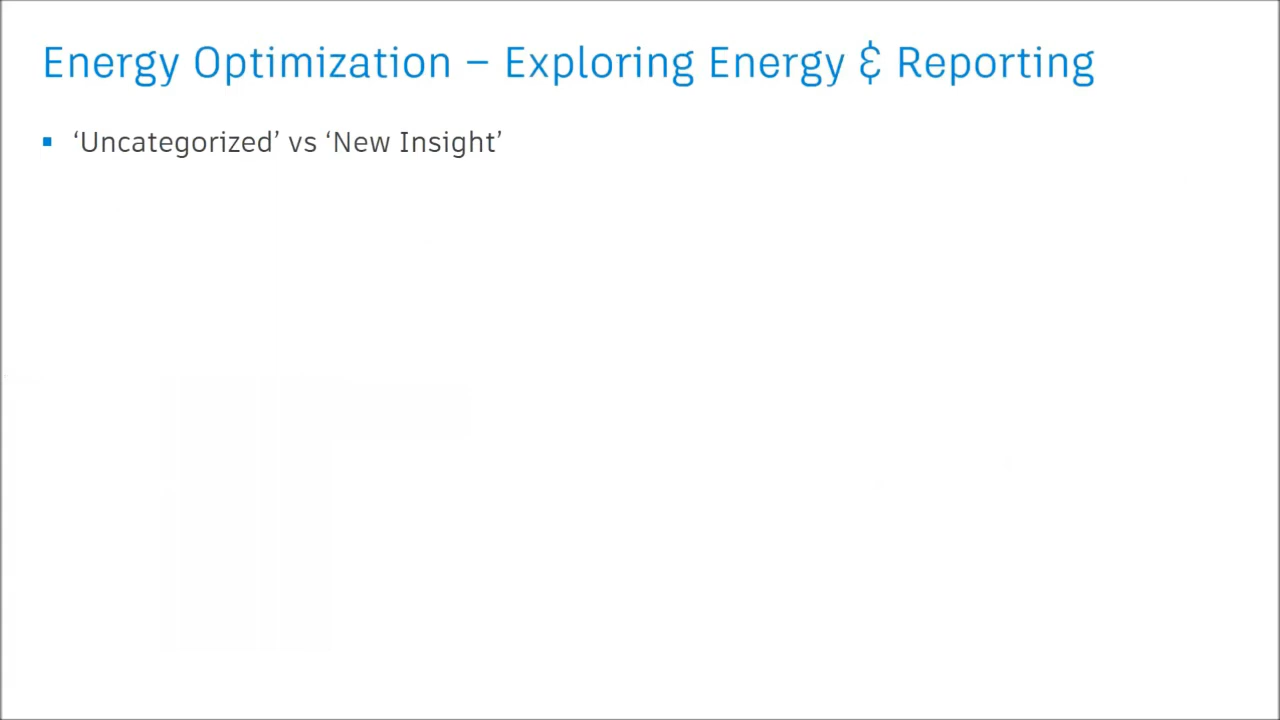 Energy Optimization – Exploring Energy & Reporting
▪ ‘Uncategorized’ vs ‘New Insight’